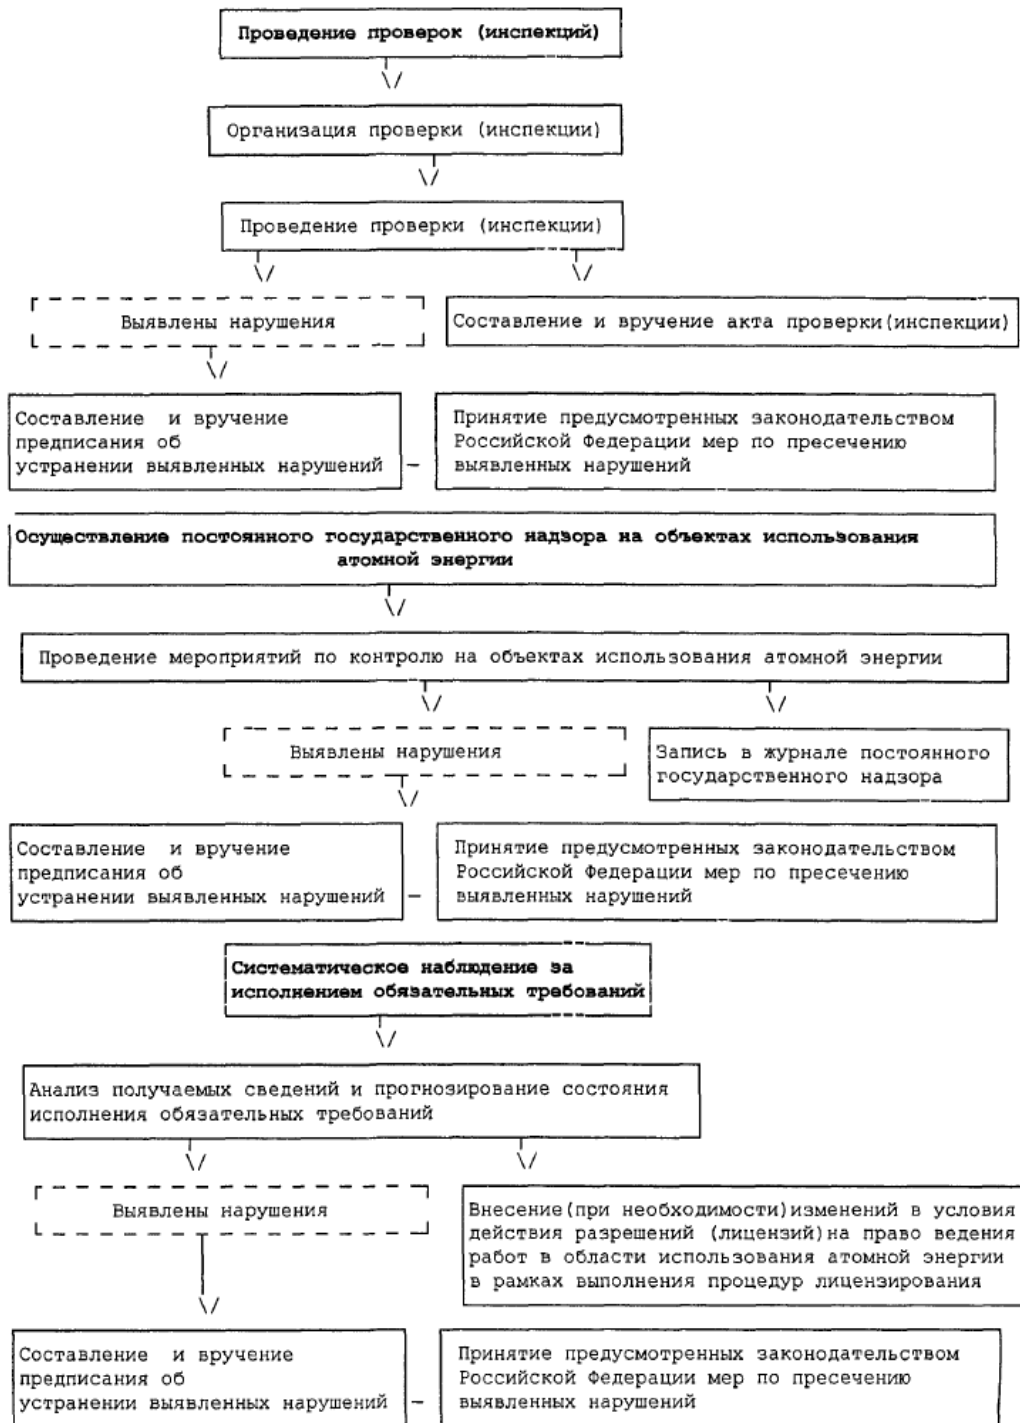 Проведение проверок (инспекций)
Организация проверки (инспекции)
Проведение проверки (инспекции)
Выявлены нарушения
Составление и вручение акта проверки(инспекции)
Составление и вручение
предписания об
устранении выявленных нарушений –
Принятие предусмотренных законодательством
Российской Федерации мер по пресечению
выявленных нарушений
Осуществление постоянного государственного надзора на объектах использования
атомной энергии
Проведение мероприятий по контролю на объектах использования атомной энергии
Выявлены нарушения
Запись в журнале постоянного
государственного надзора
Составление и вручение
предписания об
устранении выявленных нарушений –
Принятие предусмотренных законодательством
Российской Федерации мер по пресечению
выявленных нарушений
Систематическое наблюдение за
исполнением обязательных требований
Анализ получаемых сведений и прогнозирование состояния
исполнения обязательных требований
Выявлены нарушения
Внесение(при необходимости)изменений в условия
действия разрешений (лицензий)на право ведения
работ в области использования атомной энергии
в рамках выполнения процедур лицензирования
Составление и вручение
предписания об
устранении выявленных нарушений –
Принятие предусмотренных законодательством
Российской Федерации мер по пресечению
выявленных нарушений